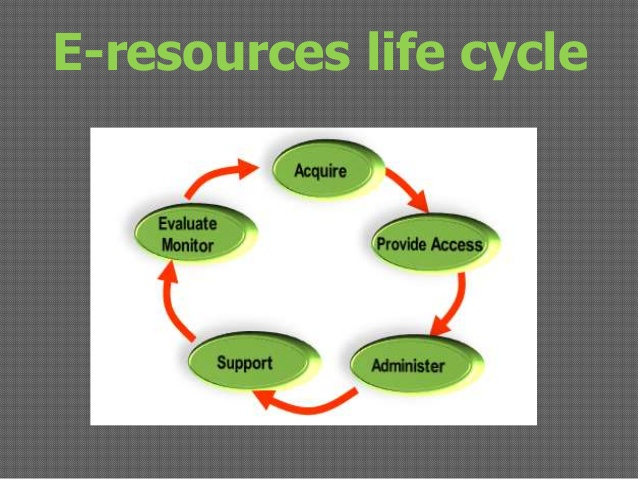 E-resources life cycle
Acquire
Provide Access
Administer
Support
Evaluate
Monitor